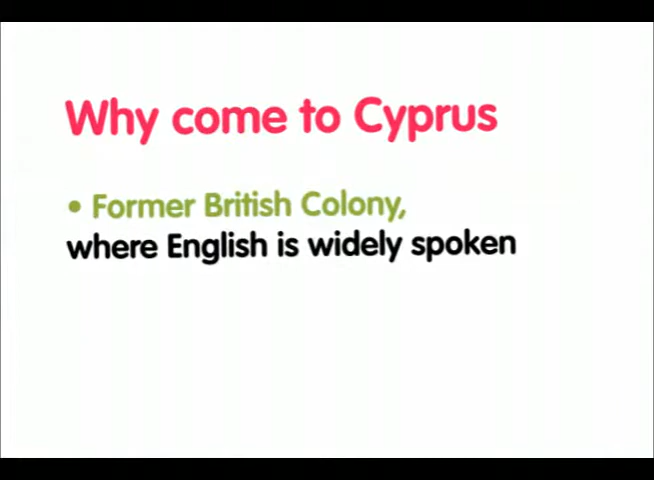 Why come to Cyprus
• Former British Colony,
where English is widely spoken